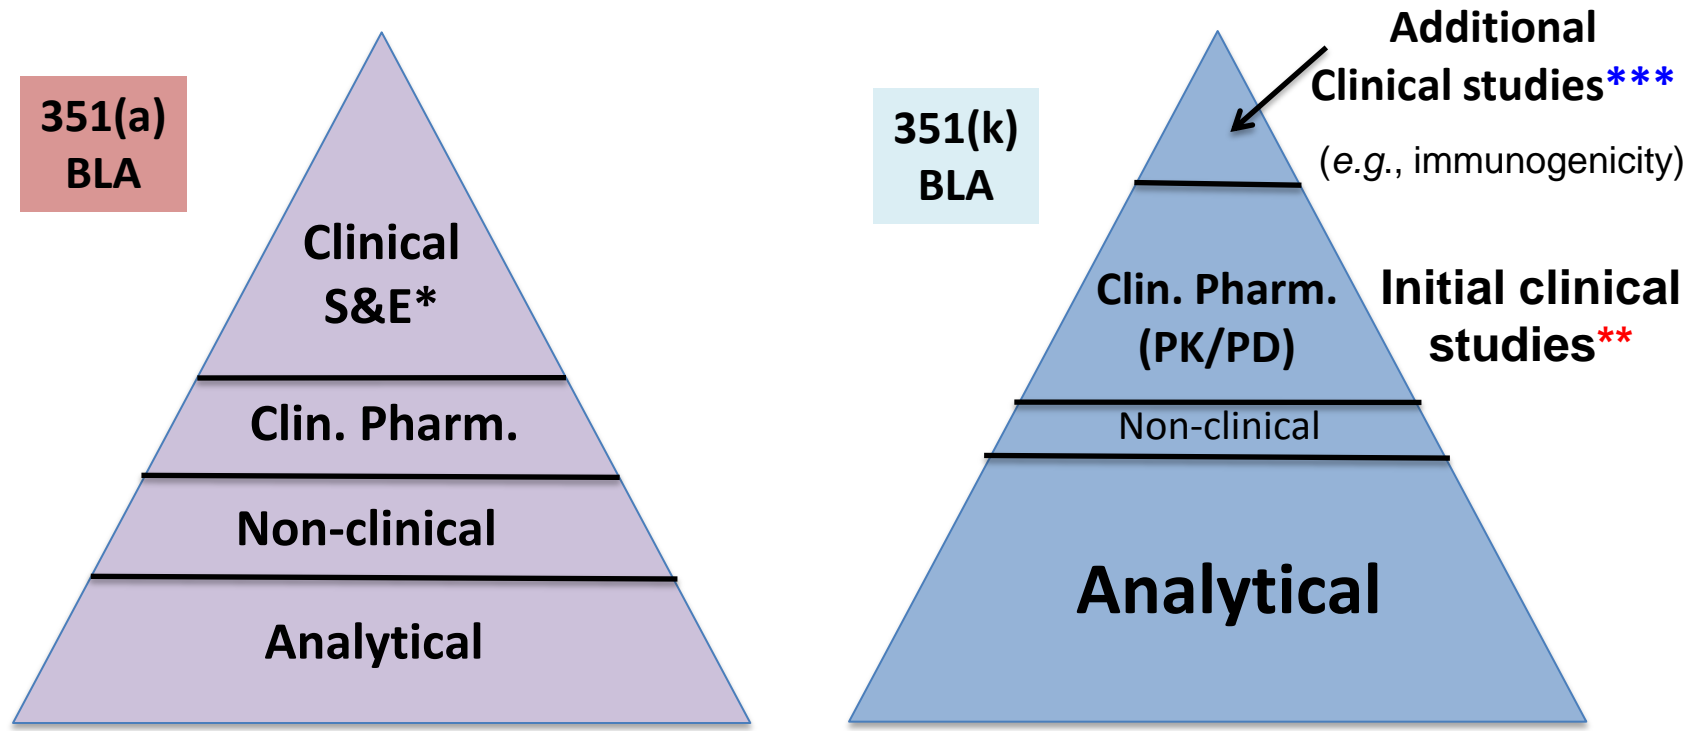 351(a)
BLA
Clinical
S&E*
Clin. Pharm.
Non-clinical
Analytical
351(k)
BLA
Additional
Clinical studies***
(e.g., immunogenicity)
Clin. Pharm.
(PK/PD)
Initial clinical
studies**
Non-clinical
Analytical